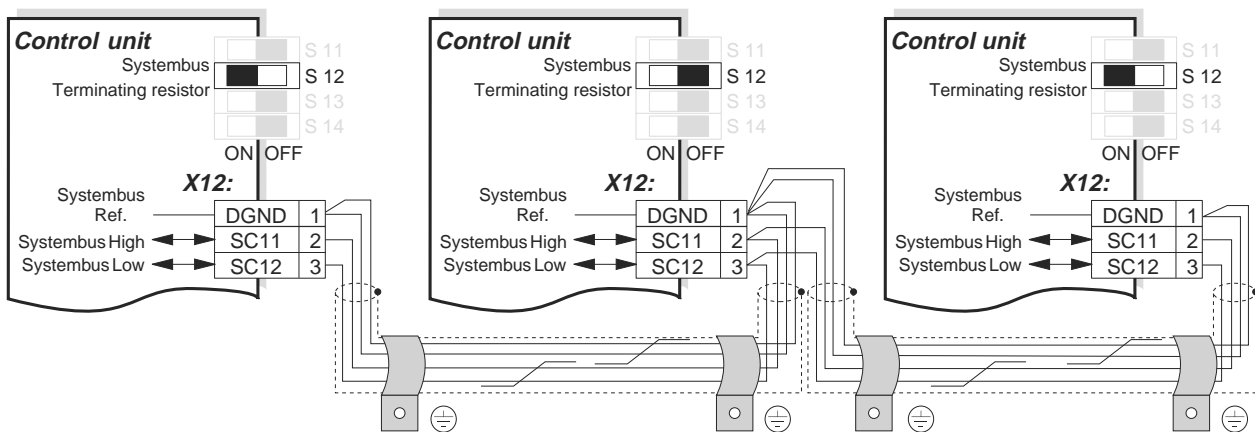 Control unit
S 11
Systembus
S 12
Terminating resistor
S 13
S 14
ON OFF
X12:
Systembus
Ref.
DGND 1
Systembus High
SC11 2
Systembus Low
SC12 3
Control unit
S 11
Systembus
S 12
Terminating resistor
S 13
S 14
ON OFF
X12:
Systembus
Ref.
DGND 1
Systembus High
SC11 2
Systembus Low
SC12 3
Control unit
S 11
Systembus
S 12
Terminating resistor
S 13
S 14
ON OFF
X12:
Systembus
Ref.
DGND 1
Systembus High
SC11 2
Systembus Low
SC12 3